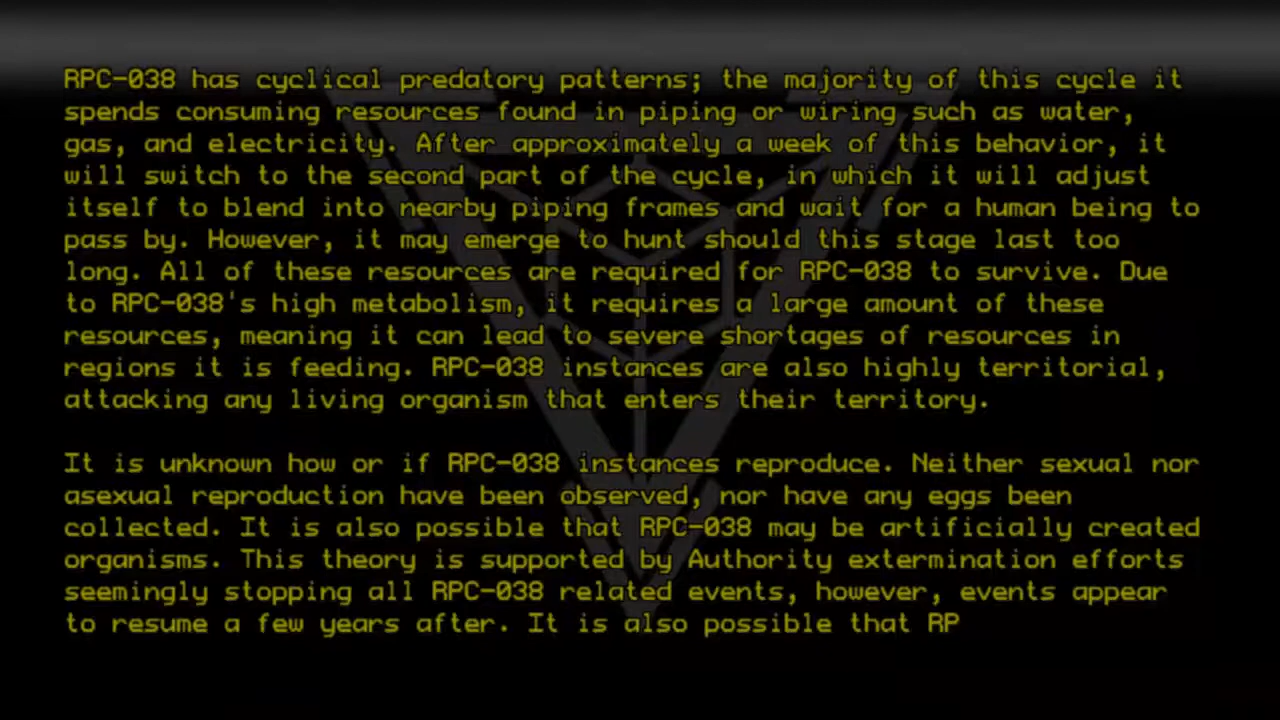 RPC-038 has cyclical predatory patterns; the majority of this cycle it
spends consuming resources found in piping or wiring such as water,
gas, and electricity. After approximately a week of this behavior, it
will switch to the second part of the cycle, in which it will adjust
itself to blend into nearby piping frames and wait for a human being to
pass by. However, it may emerge to hunt should this stage last too
long. All of these resources are required for RPC-038 to survive. Due
to RPC-038's high metabolism, it requires a large amount of these
resources, meaning it can lead to severe shortages of resources in
regions it is feeding. RPC-038 instances are also highly territorial,
attacking any living organism that enters their territory.
It is unknown how or if RPC-038 instances reproduce. Neither sexual nor
asexual reproduction have been observed, nor have any eggs been
collected. It is also possible that RPC-038 may be artificially created
organisms. This theory is supported by Authority extermination efforts
seemingly stopping all RPC-038 related events, however, events appear
to resume a few years after. It is also possible that RP